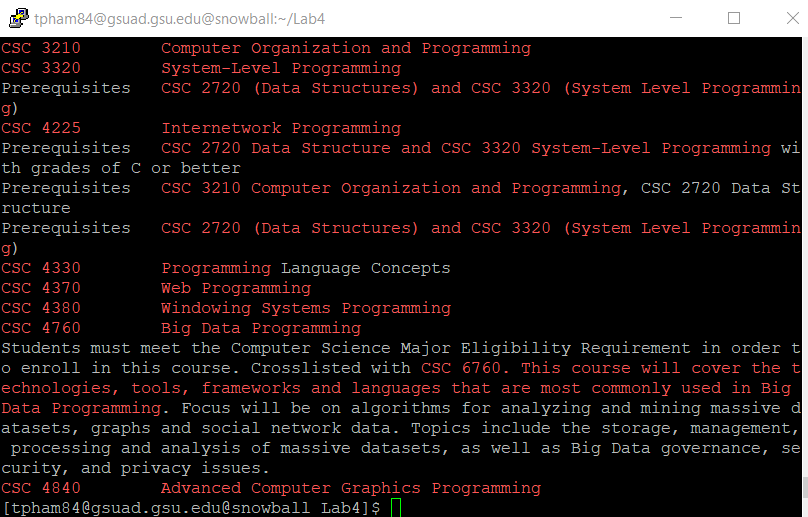 tpham84@gsuad.gsu.edu@snowball:~/Lab4
CSC 3210        Computer Organization and Programming
CSC 3320        System-Level Programming
Prerequisites   CSC 2720 (Data Structures) and CSC 3320 (System Level Programmin
g)
CSC 4225        Internetwork Programming
Prerequisites   CSC 2720 Data Structure and CSC 3320 System-Level Programming wi
th grades of C or better
Prerequisites   CSC 3210 Computer Organization and Programming, CSC 2720 Data St
ructure
Prerequisites   CSC 2720 (Data Structures) and CSC 3320 (System Level Programmin
g)
CSC 4330        Programming Language Concepts
CSC 4370        Web Programming
CSC 4380        Windowing Systems Programming
CSC 4760        Big Data Programming
Students must meet the Computer Science Major Eligibility Requirement in order t
o enroll in this course. Crosslisted with CSC 6760. This course will cover the t
echnologies, tools, frameworks and languages that are most commonly used in Big
Data Programming. Focus will be on algorithms for analyzing and mining massive d
atasets, graphs and social network data. Topics include the storage, management,
 processing and analysis of massive datasets, as well as Big Data governance, se
curity, and privacy issues.
CSC 4840        Advanced Computer Graphics Programming
[tpham84@gsuad.gsu.edu@snowball Lab4]$